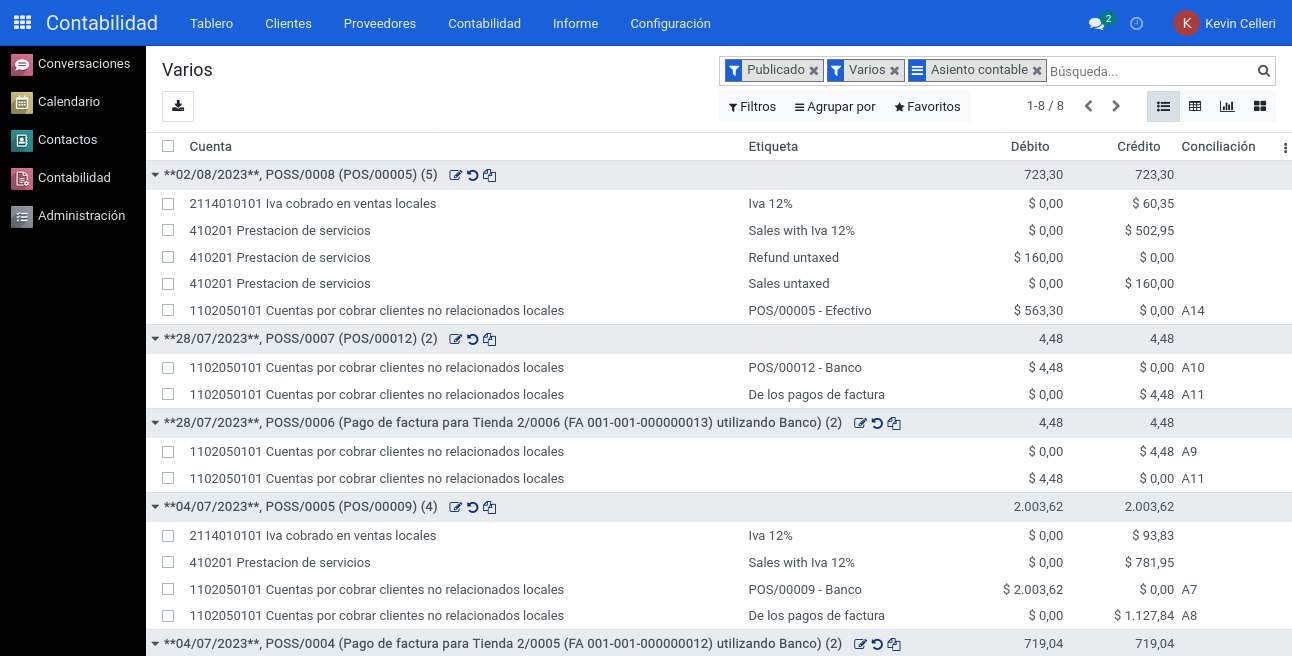 Contabilidad Tablero Clientes Proveedores Contabilidad Informe Configuración 2 K Kevin Celleri
Conversaciones
Calendario
Contactos
Contabilidad
Administración
Varios Publicado Varios Asiento contable Búsqueda...
Filtros Agrupar por Favoritos 1-8 / 8
Cuenta Etiqueta Débito Crédito Conciliación
**02/08/2023**, POSS/0008 (POS/00005) (5) 723,30 723,30
2114010101 Iva cobrado en ventas locales Iva 12% $ 0,00 $ 60,35
410201 Prestacion de servicios Sales with Iva 12% $ 0,00 $ 502,95
410201 Prestacion de servicios Refund untaxed $ 160,00 $ 0,00
410201 Prestacion de servicios Sales untaxed $ 0,00 $ 160,00
1102050101 Cuentas por cobrar clientes no relacionados locales POS/00005 - Efectivo $ 563,30 $ 0,00 A14
**28/07/2023**, POSS/0007 (POS/00012) (2) 4,48 4,48
1102050101 Cuentas por cobrar clientes no relacionados locales POS/00012 - Banco $ 4,48 $ 0,00 A10
1102050101 Cuentas por cobrar clientes no relacionados locales De los pagos de factura $ 0,00 $ 4,48 A11
**28/07/2023**, POSS/0006 (Pago de factura para Tienda 2/0006 (FA 001-001-000000013) utilizando Banco) (2) 4,48 4,48
1102050101 Cuentas por cobrar clientes no relacionados locales $ 0,00 $ 4,48 A9
1102050101 Cuentas por cobrar clientes no relacionados locales $ 4,48 $ 0,00 A11
**04/07/2023**, POSS/0005 (POS/00009) (4) 2.003,62 2.003,62
2114010101 Iva cobrado en ventas locales Iva 12% $ 0,00 $ 93,83
410201 Prestacion de servicios Sales with Iva 12% $ 0,00 $ 781,95
1102050101 Cuentas por cobrar clientes no relacionados locales POS/00009 - Banco $ 2.003,62 $ 0,00 A7
1102050101 Cuentas por cobrar clientes no relacionados locales De los pagos de factura $ 0,00 $ 1.127,84 A8
**04/07/2023**, POSS/0004 (Pago de factura para Tienda 2/0005 (FA 001-001-000000012) utilizando Banco) (2) 719,04 719,04